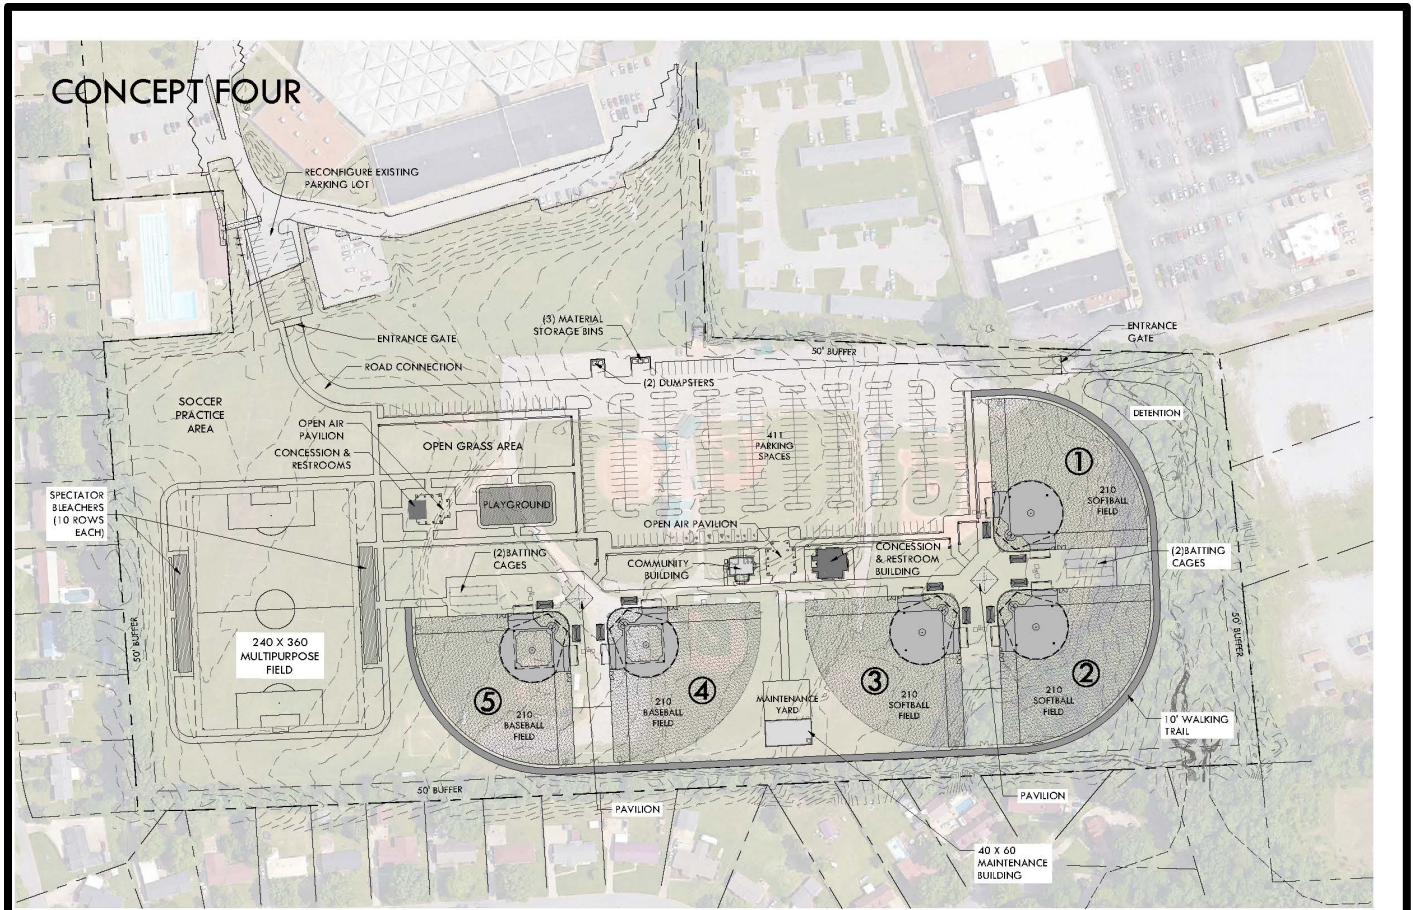 CONCEPT FOUR
RECONFIGURE EXISTING
PARKING LOT
(3) MATERIAL
STORAGE BINS
ENTRANCE GATE
ENTRANCE
GATE
50' BUFFER
ROAD CONNECTION
(2) DUMPSTERS
SOCCER
PRACTICE
AREA
OPEN AIR
PAVILION
CONCESSION &
RESTROOMS
OPEN GRASS AREA
411
PARKING
SPACES
DETENTION
1
210
SOFTBALL
FIELD
SPECTATOR
BLEACHERS
(10 ROWS
EACH)
PLAYGROUND
OPEN AIR PAVILION
(2)BATTING
CAGES
COMMUNITY
BUILDING
CONCESSION
& RESTROOM
BUILDING
(2)BATTING
CAGES
50' BUFFER
240 X 360
MULTIPURPOSE
FIELD
50' BUFFER
5
210
BASEBALL
FIELD
4
210
BASEBALL
FIELD
MAINTENANCE
YARD
3
210
SOFTBALL
FIELD
2
210
SOFTBALL
FIELD
10' WALKING
TRAIL
50' BUFFER
PAVILION
PAVILION
40 X 60
MAINTENANCE
BUILDING